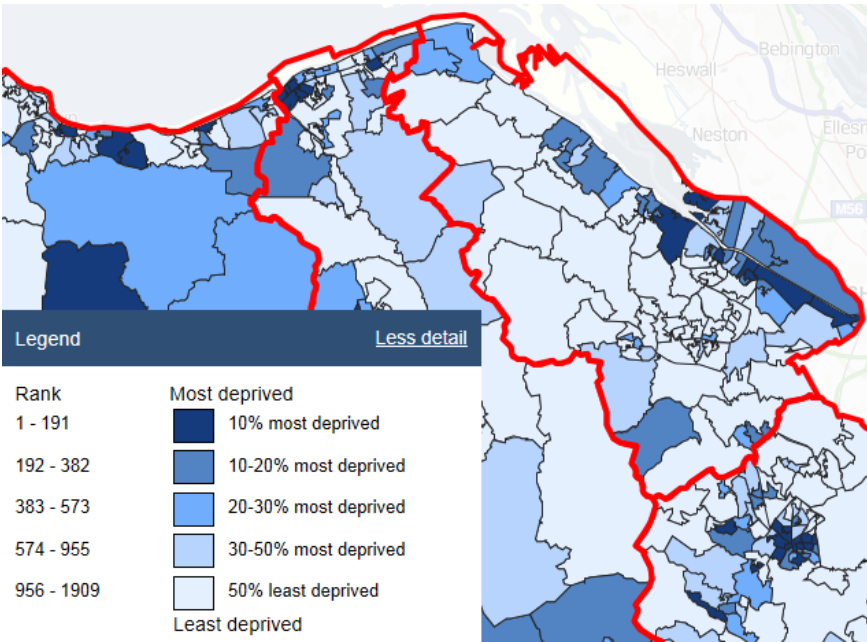 Bebington
Heswall
Neston
M56
Legend
Less detail
Rank
Most deprived
1 - 191
10% most deprived
192 - 382
10-20% most deprived
383 - 573
20-30% most deprived
574 - 955
30-50% most deprived
956 - 1909
50% least deprived
Least deprived